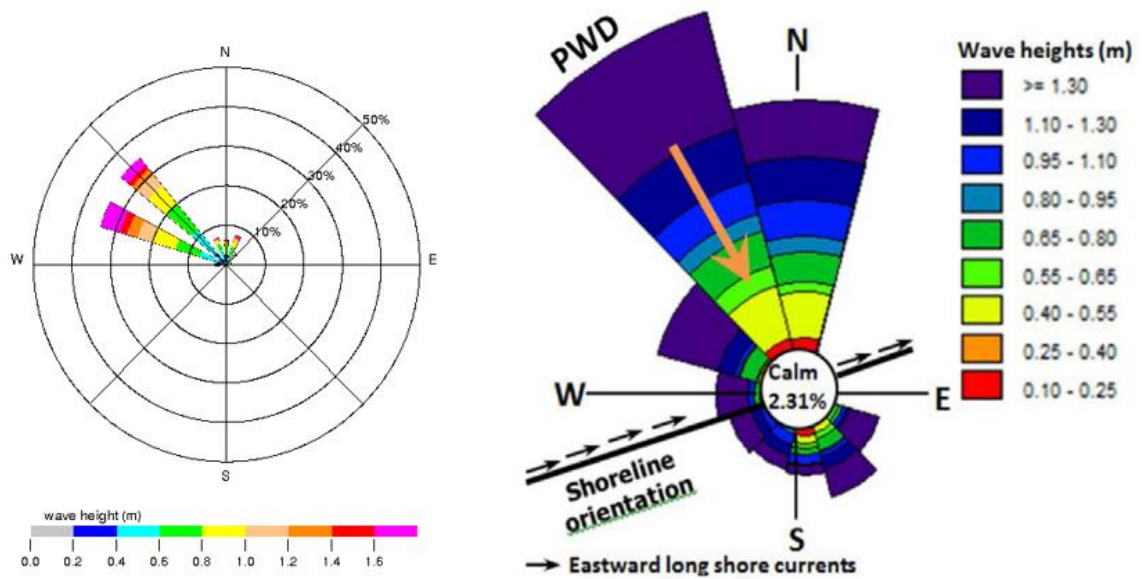 N
50%
40%
30%
20%
10%
W
E
S
wave height (m)
0.0 0.2 0.4 0.6 0.8 1.0 1.2 1.4 1.6
PWD
N
Calm
2.31%
W
E
Shoreline
orientation
S
Eastward long shore currents
Wave heights (m)
>= 1.30
1.10 - 1.30
0.95 - 1.10
0.80 - 0.95
0.65 - 0.80
0.55 - 0.65
0.40 - 0.55
0.25 - 0.40
0.10 - 0.25